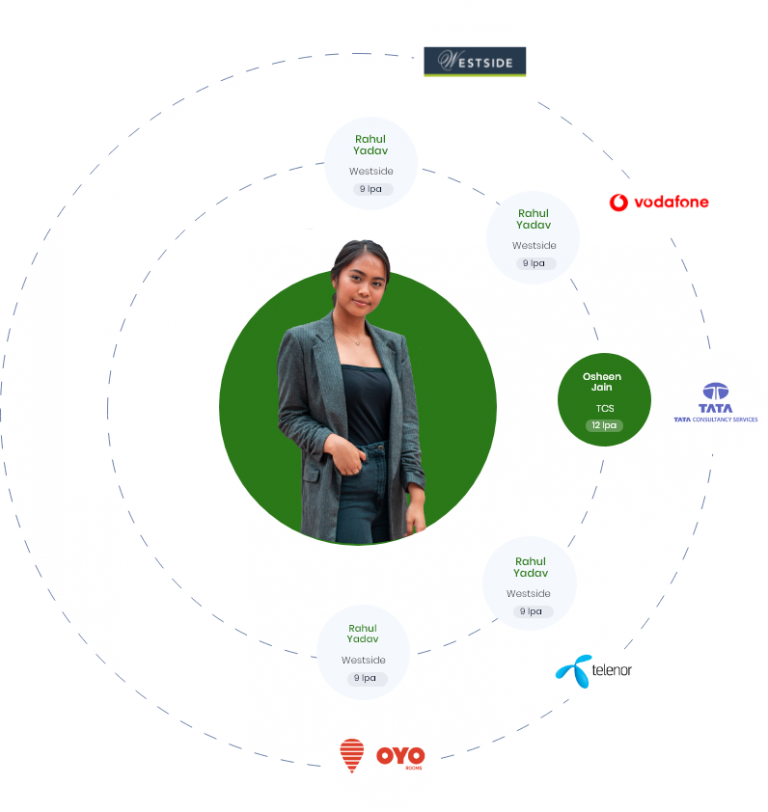 WESTSIDE
Rahul
Yadav
Westside
9 lpa
vodafone
Rahul
Yadav
Westside
9 lpa
Osheen
Jain
TCS
12 lpa
TATA
TATA CONSULTANCY SERVICES
Rahul
Yadav
Westside
9 lpa
Rahul
Yadav
Westside
9 lpa
telenor
OYO
ROOMS